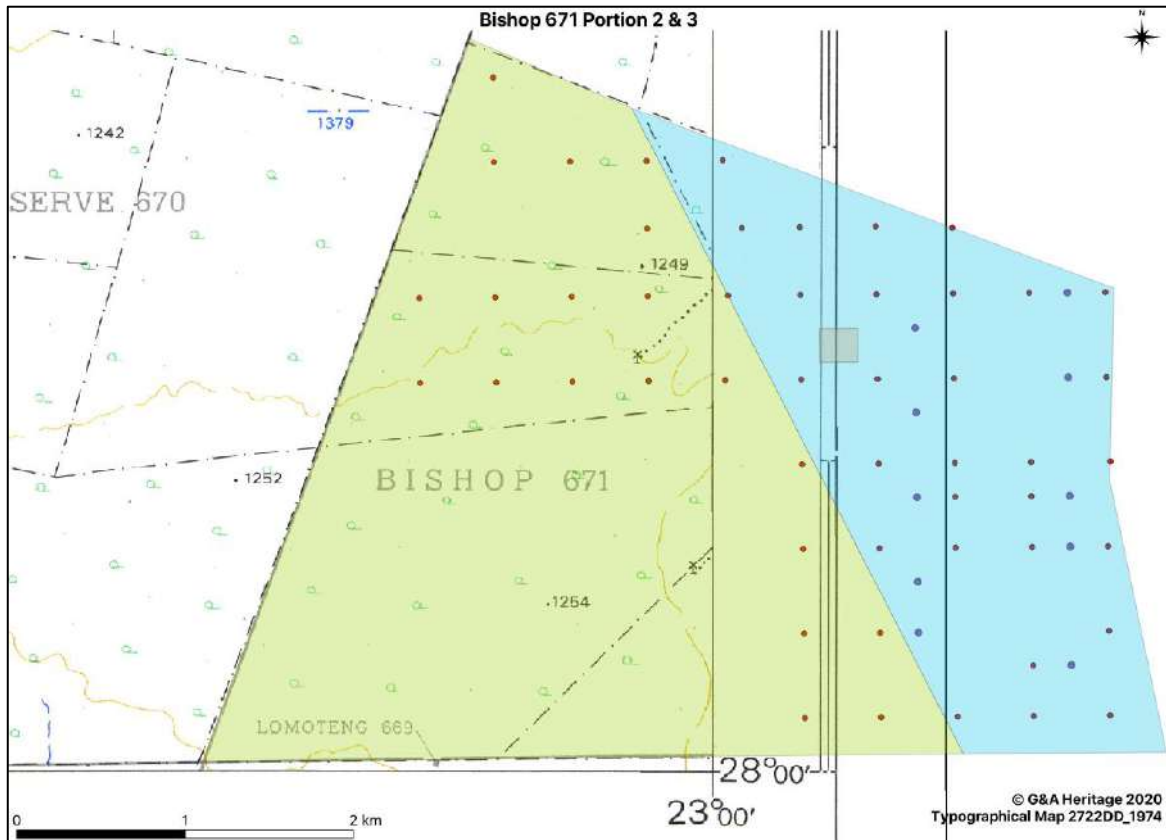 Bishop 671 Portion 2 & 3
N
1242
1379
SERVE 670
1249
BISHOP 671
1252
1254
LOMOTENG 669
28°00'
23°
00'
© G&A Heritage 2020
Typographical Map 2722DD_1974
0 1 2 km